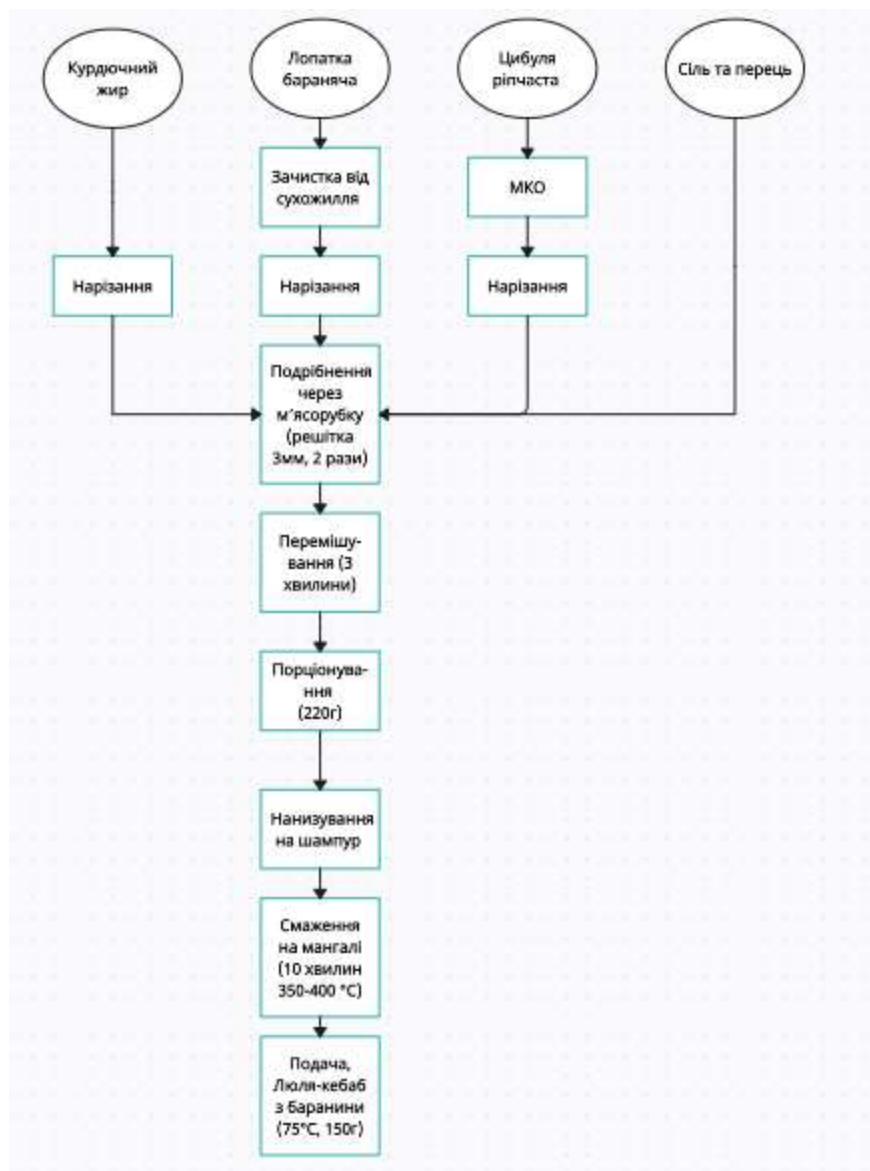 Курдючний
жир
Лопатка
бараняча
Цибуля
ріпчаста
Сіль та перець
Зачистка від
сухожилля
МКО
Нарізання
Нарізання
Нарізання
Подрібнення
через
м'ясорубку
(решітка
3мм, 2 рази)
Перемішу-
вання (3
хвилини)
Порціонува-
ння
(220г)
Нанизування
на шампур
Смаження
на мангалі
(10 хвилин
350-400 °C)
Подача,
Люля-кебаб
з баранини
(75°C, 150г)